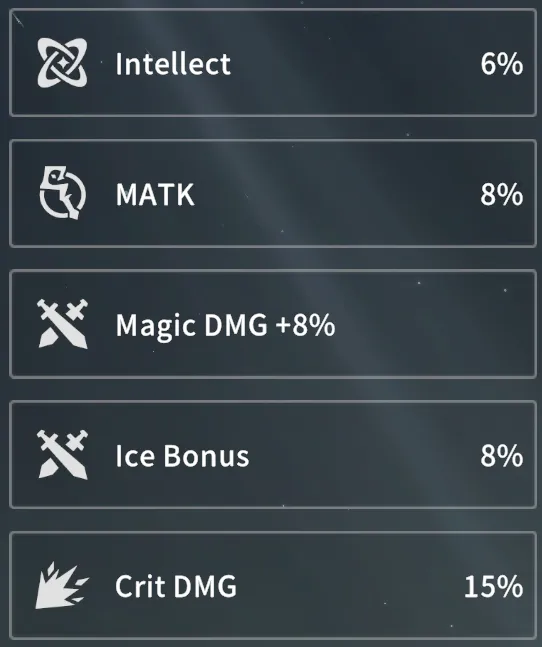 Intellect 6%
MATK 8%
Magic DMG +8%
Ice Bonus 8%
Crit DMG 15%